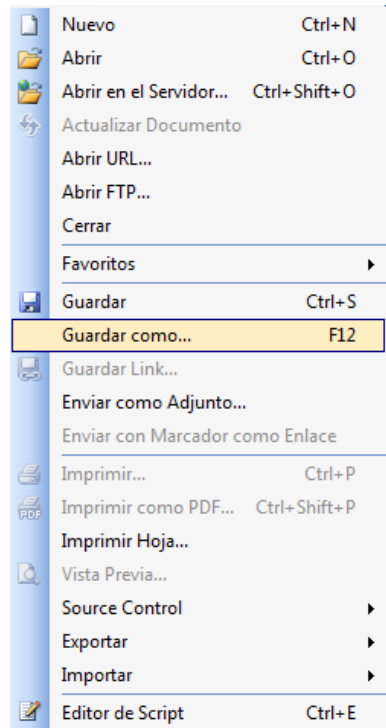 Nuevo Ctrl+N
Abrir Ctrl+O
Abrir en el Servidor... Ctrl+Shift+O
Actualizar Documento
Abrir URL...
Abrir FTP...
Cerrar
Favoritos
Guardar Ctrl+S
Guardar como... F12
Guardar Link...
Enviar como Adjunto...
Enviar con Marcador como Enlace
Imprimir... Ctrl+P
PDF Imprimir como PDF... Ctrl+Shift+P
Imprimir Hoja...
Vista Previa...
Source Control
Exportar
Importar
Editor de Script Ctrl+E